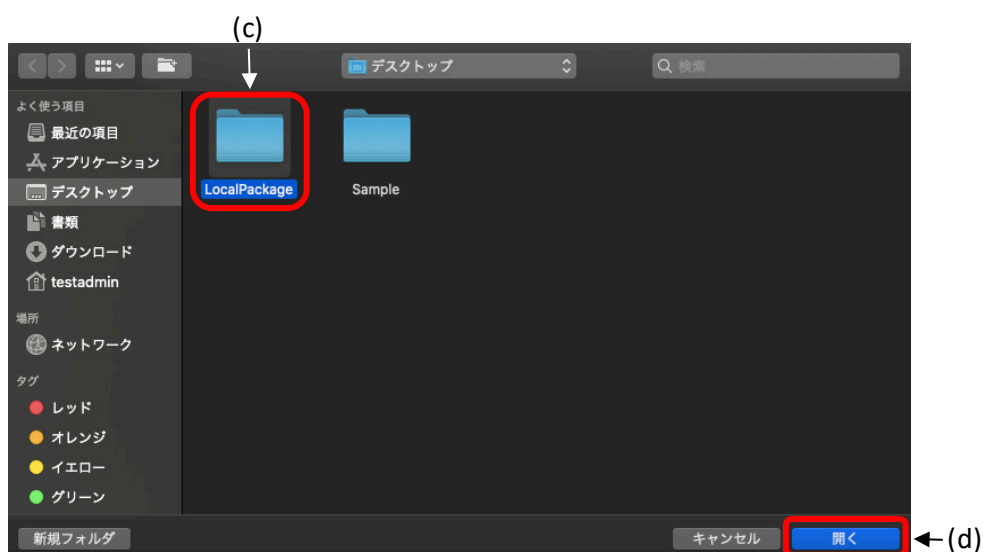 (c)
デスクトップ
検索
よく使う項目
最近の項目
アプリケーション
デスクトップ
書類
ダウンロード
testadmin
場所
ネットワーク
タグ
レッド
オレンジ
イエロー
グリーン
LocalPackage
Sample
新規フォルダ
キャンセル
開く
(d)